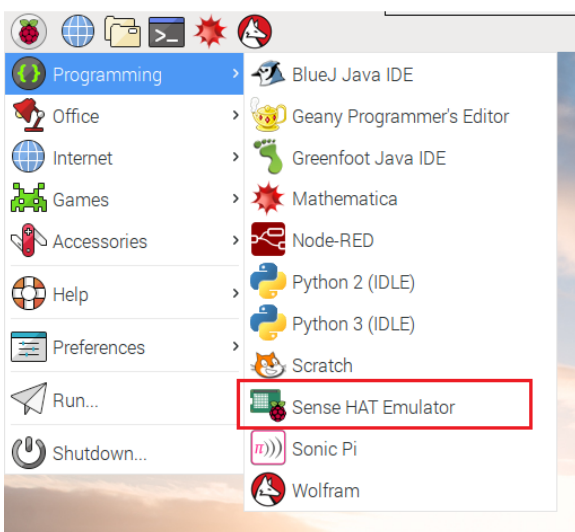 Programming
Office
Internet
Games
Accessories
Help
Preferences
Run...
Shutdown...
BlueJ Java IDE
Geany Programmer's Editor
Greenfoot Java IDE
Mathematica
Node-RED
Python 2 (IDLE)
Python 3 (IDLE)
Scratch
Sense HAT Emulator
π)))
Sonic Pi
Wolfram